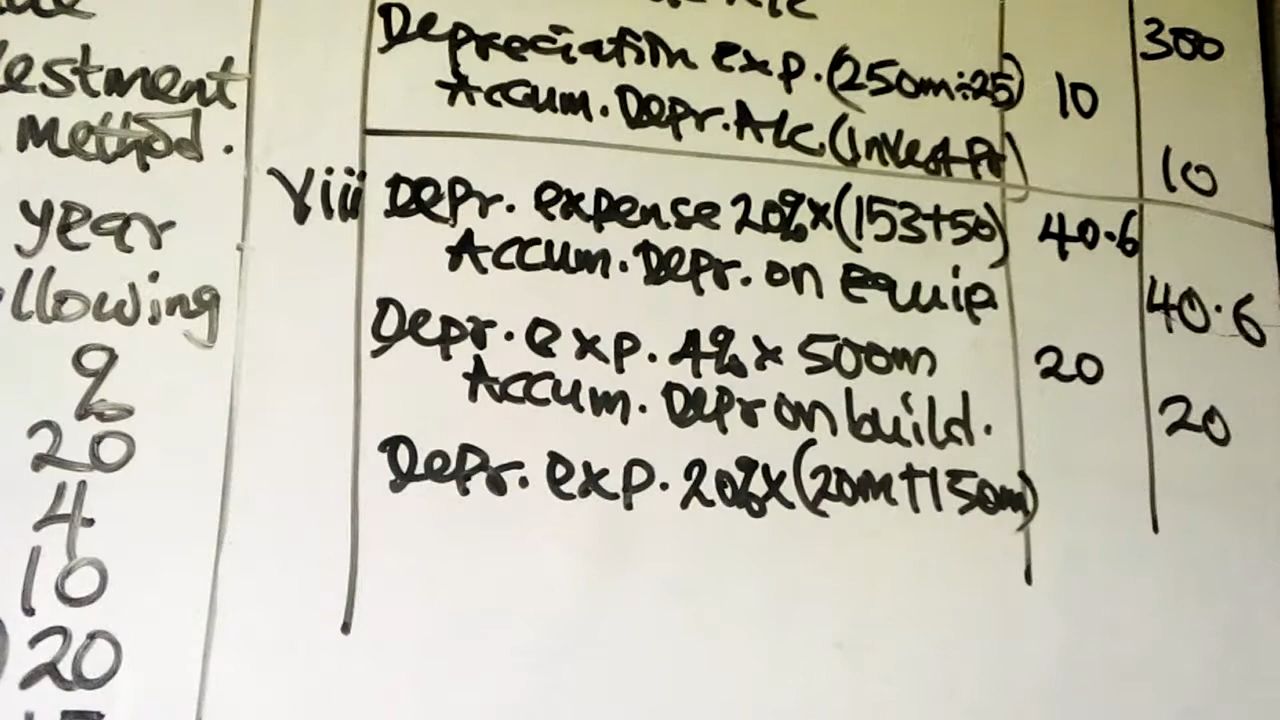 300
Depreciation exp. (250m÷25) 10
Accum. Depr. A/c. (Invest Pr) 10
viii Depr. expense 20%x(153+50) 40.6
Accum. Depr. on Equip 40.6
Depr. exp. 4% x 500m 20
Accum. Depr on build. 20
Depr. exp. 20%x(20m+150m)
estment
method.
year
llowing
%
20
4
10
20